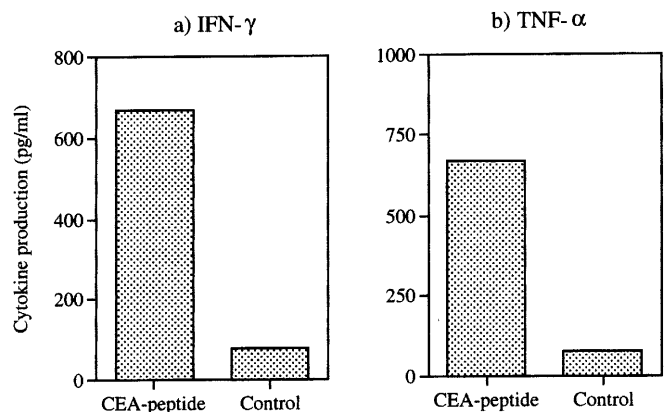 a) IFN-γ
b) TNF-α
Cytokine production (pg/ml)
800
600
400
200
0
CEA-peptide
Control
1000
750
500
250
0
CEA-peptide
Control